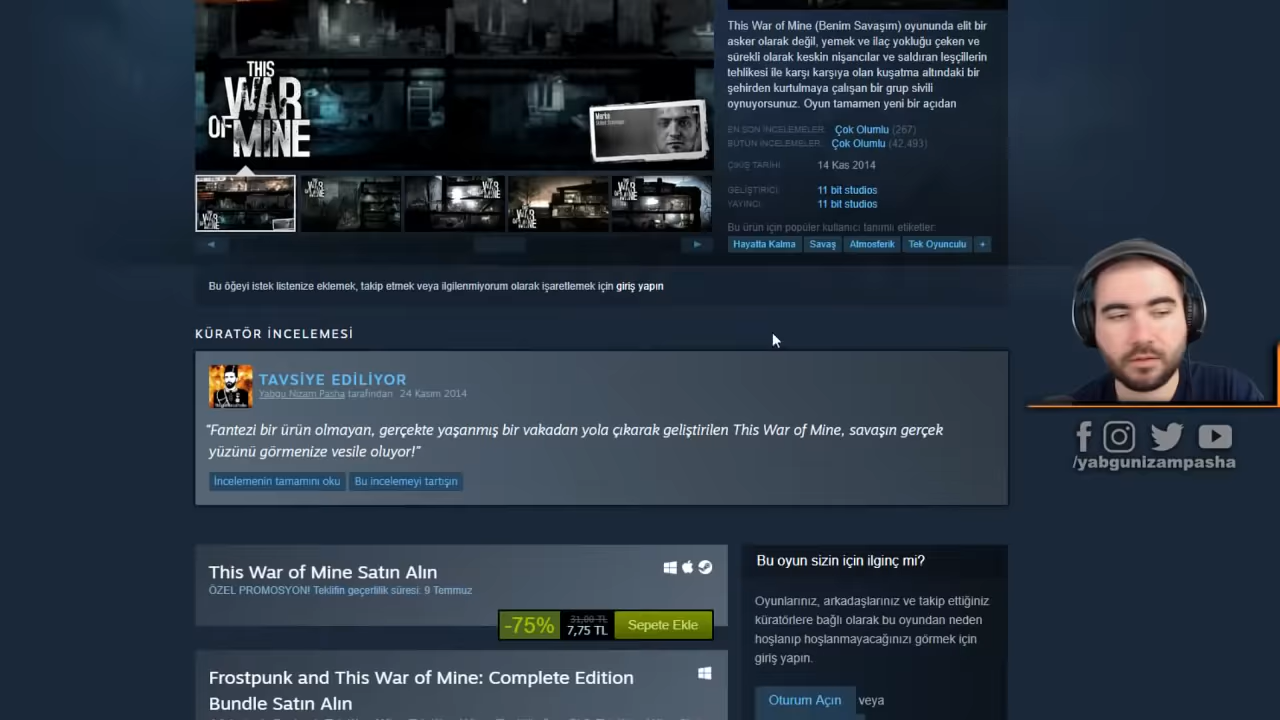 THIS
WAR
OF MINE
Marko
This War of Mine (Benim Savaşım) oyununda elit bir
asker olarak değil, yemek ve ilaç yokluğu çeken ve
sürekli olarak keskin nişancılar ve saldıran leşçillerin
tehlikesi ile karşı karşıya olan kuşatma altındaki bir
şehirden kurtulmaya çalışan bir grup sivili
oynuyorsunuz. Oyun tamamen yeni bir açıdan
EN SON İNCELEMELER: Çok Olumlu (267)
BÜTÜN İNCELEMELER: Çok Olumlu (42,493)
ÇIKIŞ TARİHİ: 14 Kas 2014
GELİŞTİRİCİ: 11 bit studios
YAYINCI: 11 bit studios
Bu ürün için popüler kullanıcı tanımlı etiketler:
Hayatta Kalma Savaş Atmosferik Tek Oyunculu +
Bu öğeyi istek listenize eklemek, takip etmek veya ilgilenmiyorum olarak işaretlemek için giriş yapın
KÜRATÖR İNCELEMESİ
TAVSİYE EDİLİYOR
Yabgu Nizam Pasha tarafından 24 Kasım 2014
“Fantezi bir ürün olmayan, gerçekte yaşanmış bir vakadan yola çıkarak geliştirilen This War of Mine, savaşın gerçek
yüzünü görmenize vesile oluyor!”
İncelemenin tamamını oku Bu incelemeyi tartışın
/yabgunizampasha
This War of Mine Satın Alın
ÖZEL PROMOSYON! Teklifin geçerlilik süresi: 9 Temmuz
-75% 31,00 TL 7,75 TL Sepete Ekle
Frostpunk and This War of Mine: Complete Edition
Bundle Satın Alın
Bu oyun sizin için ilginç mi?
Oyunlarınız, arkadaşlarınız ve takip ettiğiniz
küratörlere bağlı olarak bu oyundan neden
hoşlanıp hoşlanmayacağınızı görmek için
giriş yapın.
Oturum Açın veya